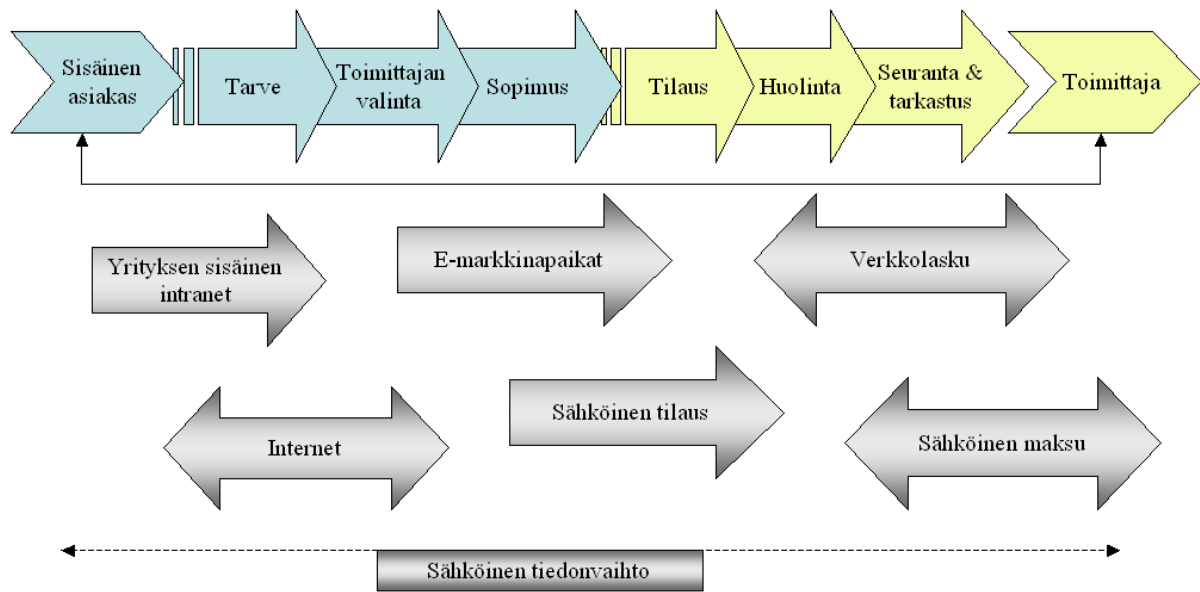 Sisäinen
asiakas
Tarve
Toimittajan
valinta
Sopimus
Tilaus
Huolinta
Seuranta &
tarkastus
Toimittaja
Yrityksen sisäinen
intranet
E-markkinapaikat
Verkkolasku
Internet
Sähköinen tilaus
Sähköinen maksu
Sähköinen tiedonvaihto